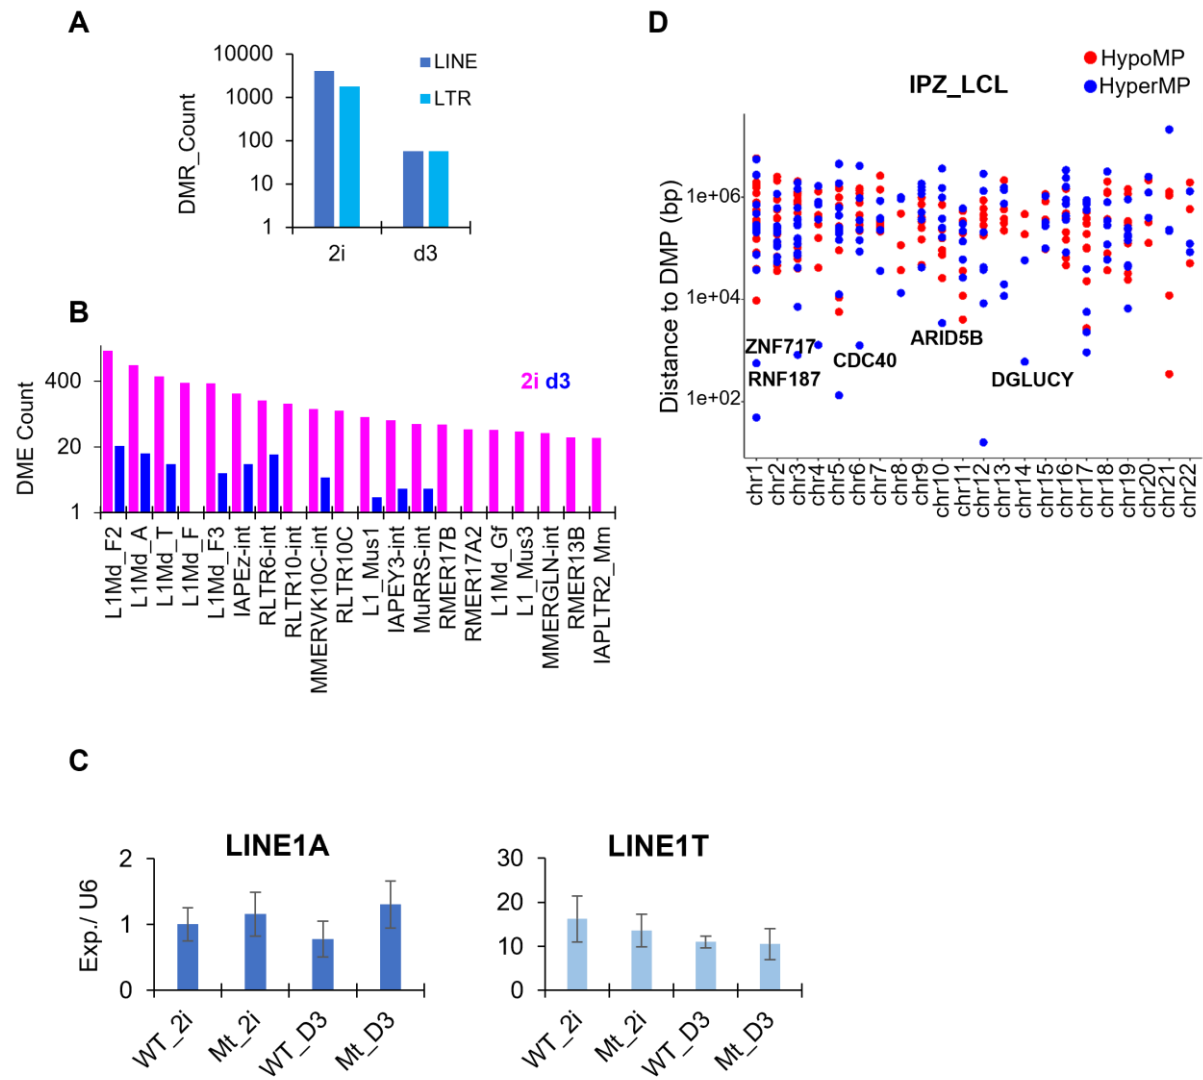 A
10000
1000
100
10
1
DMR_Count
LINE
LTR
2i
d3
B
400
20
1
DME Count
2i d3
L1Md_F2
L1Md_A
L1Md_T
L1Md_F
L1Md_F3
IAPEz-int
RLTR6-int
RLTR10-int
MMERVK10C-int
RLTR10C
L1_Mus1
IAPEY3-int
MuRRS-int
RMER17B
RMER17A2
L1Md_Gf
L1_Mus3
MMERGLN-int
RMER13B
IAPLTR2_Mm
C
LINE1A
2
1
0
Exp./ U6
WT_2i
Mt_2i
WT_D3
Mt_D3
LINE1T
30
20
10
0
WT_2i
Mt_2i
WT_D3
Mt_D3
D
HypoMP
HyperMP
IPZ_LCL
Distance to DMP (bp)
1e+06
1e+04
1e+02
ZNF717
RNF187
CDC40
ARID5B
DGLUCY
chr1
chr2
chr3
chr4
chr5
chr6
chr7
chr8
chr9
chr10
chr11
chr12
chr13
chr14
chr15
chr16
chr17
chr18
chr19
chr20
chr21
chr22